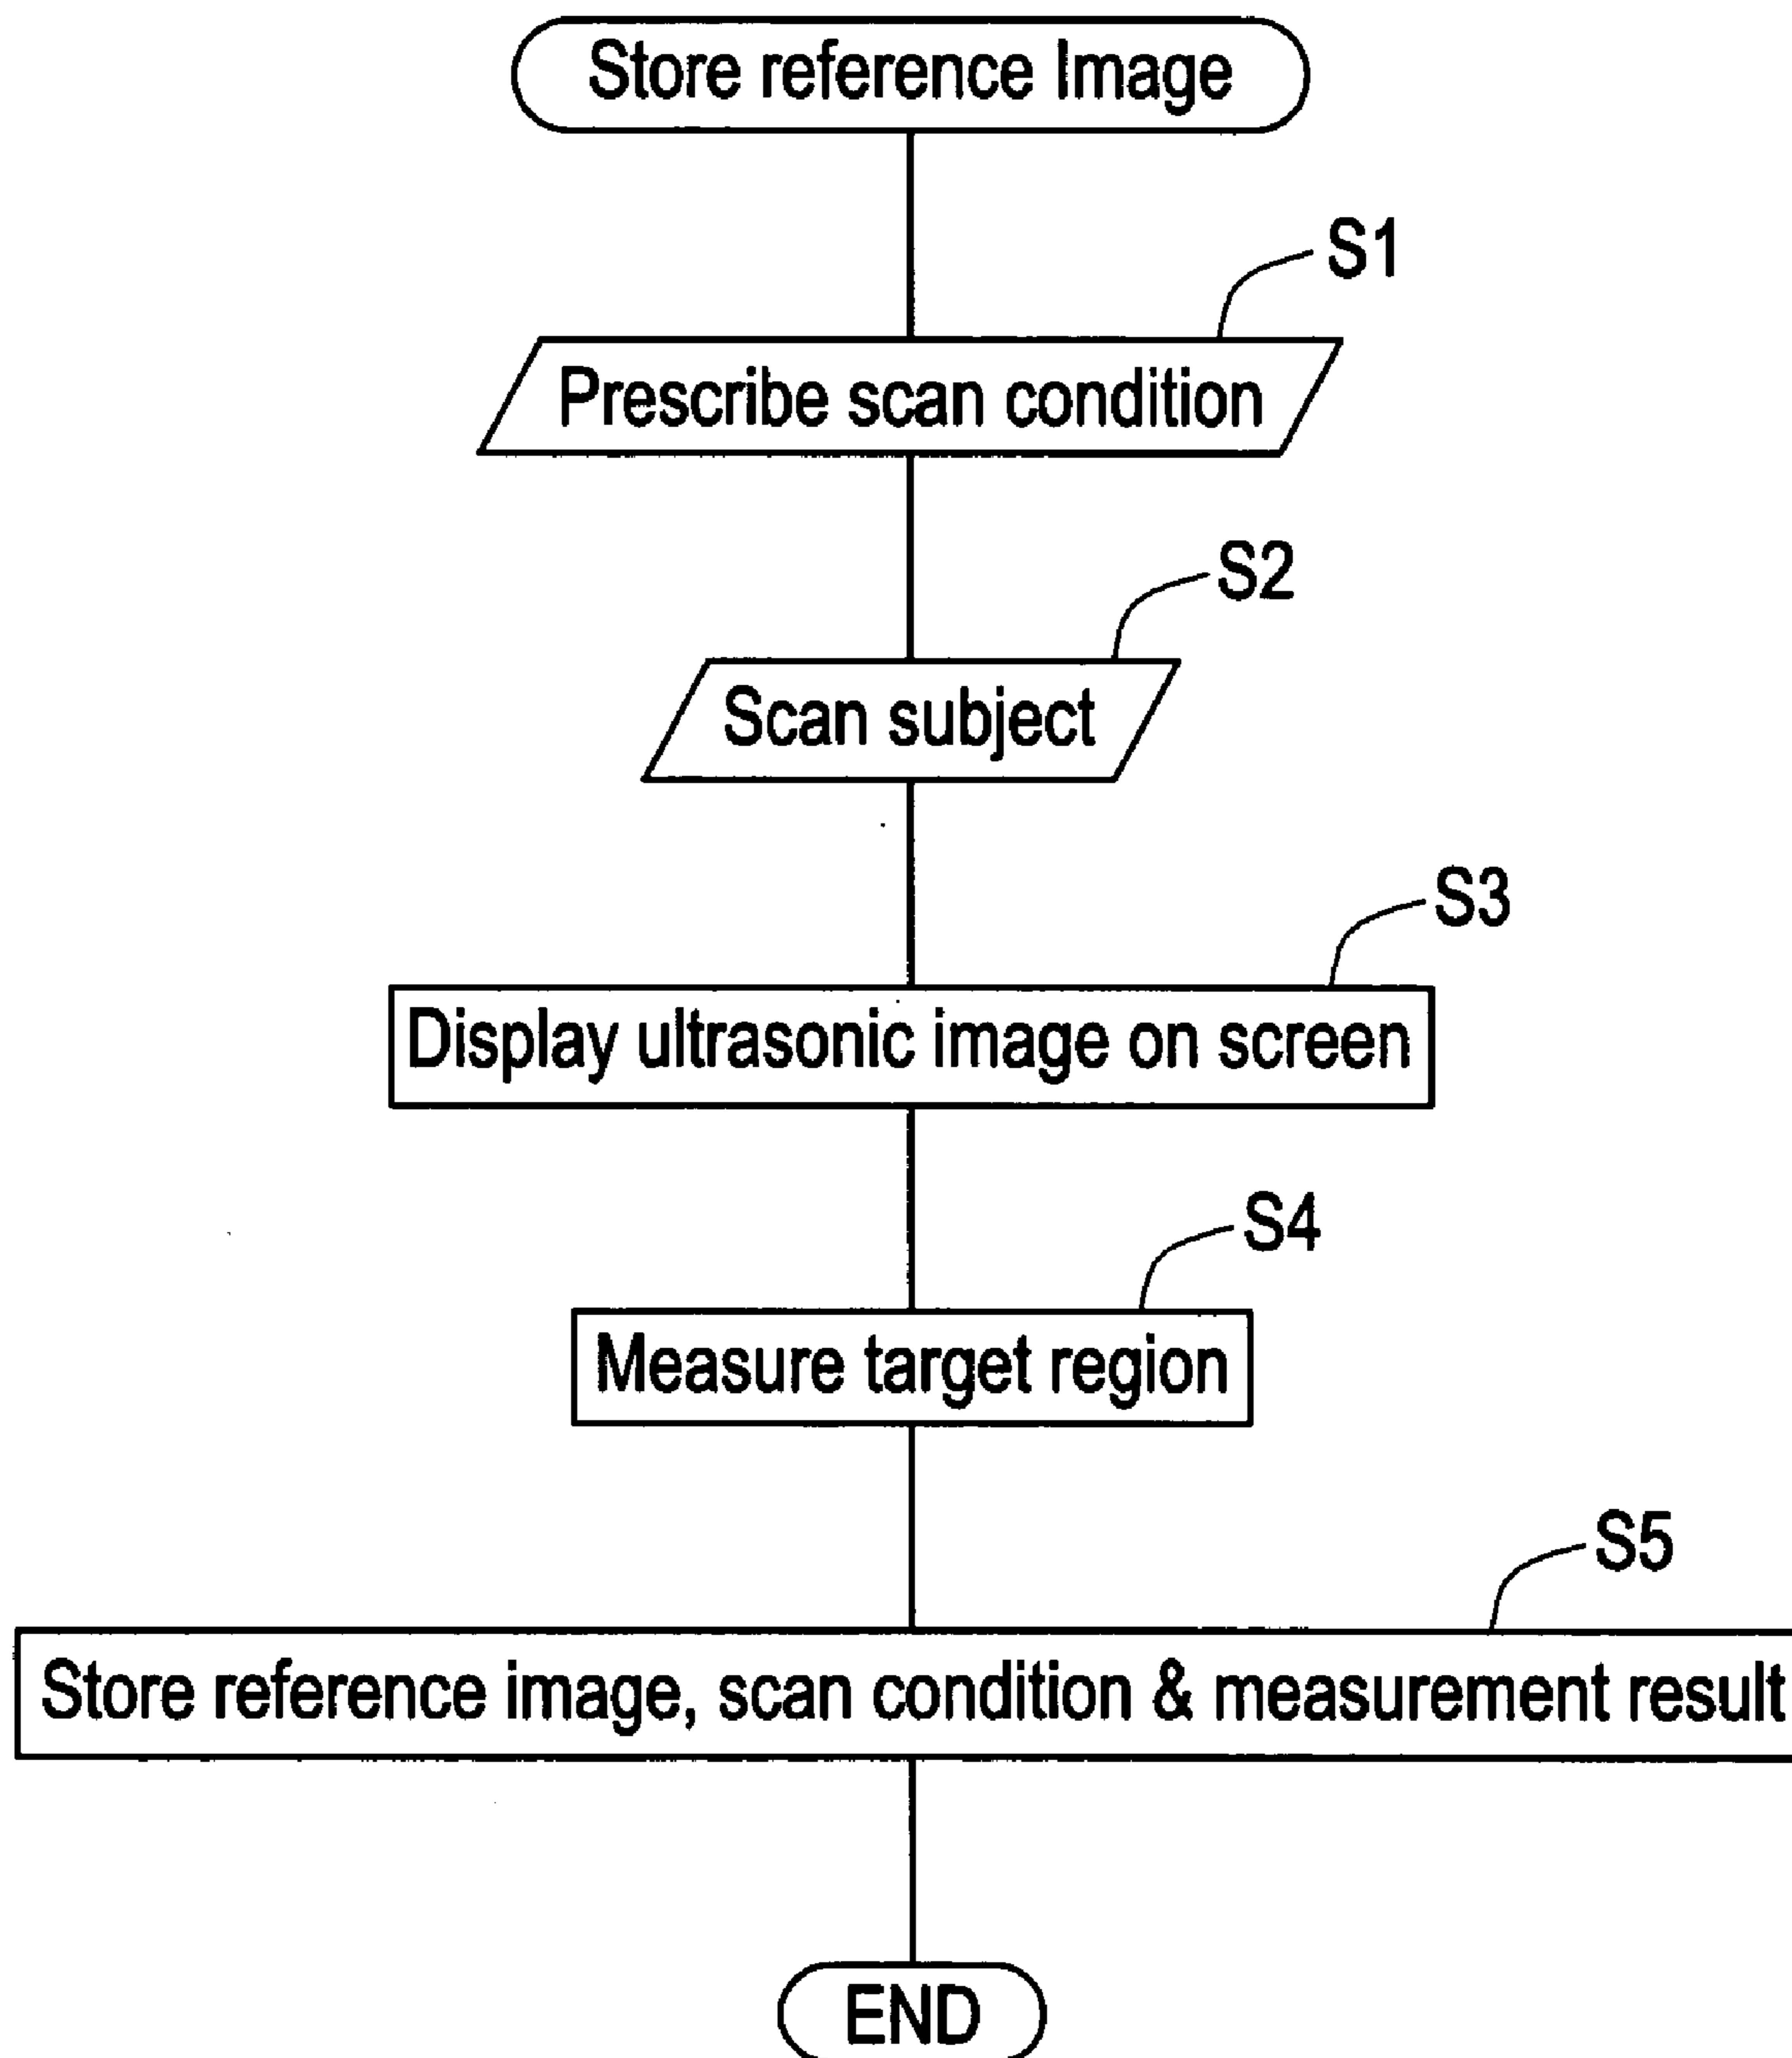 Store reference Image
S1
Prescribe scan condition
S2
Scan subject
S3
Display ultrasonic image on screen
S4
Measure target region
S5
Store reference image, scan condition & measurement result
END